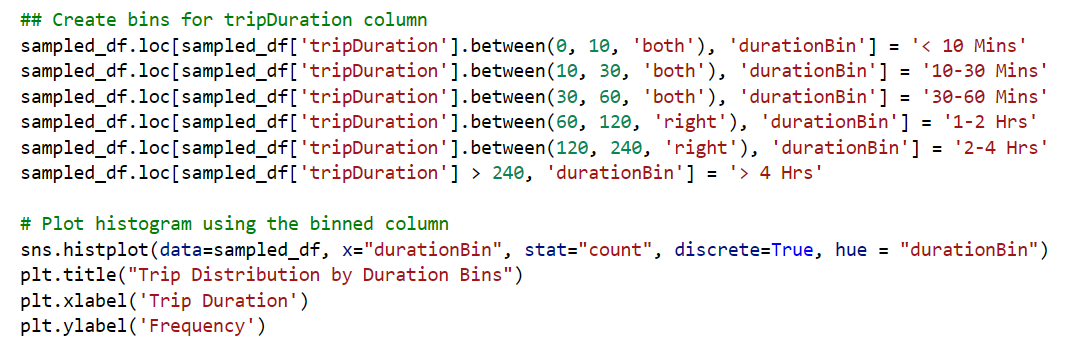 ## Create bins for tripDuration column
sampled_df.loc[sampled_df['tripDuration'].between(0, 10, 'both'), 'durationBin'] = '< 10 Mins'
sampled_df.loc[sampled_df['tripDuration'].between(10, 30, 'both'), 'durationBin'] = '10-30 Mins'
sampled_df.loc[sampled_df['tripDuration'].between(30, 60, 'both'), 'durationBin'] = '30-60 Mins'
sampled_df.loc[sampled_df['tripDuration'].between(60, 120, 'right'), 'durationBin'] = '1-2 Hrs'
sampled_df.loc[sampled_df['tripDuration'].between(120, 240, 'right'), 'durationBin'] = '2-4 Hrs'
sampled_df.loc[sampled_df['tripDuration'] > 240, 'durationBin'] = '> 4 Hrs'
# Plot histogram using the binned column
sns.histplot(data=sampled_df, x="durationBin", stat="count", discrete=True, hue = "durationBin")
plt.title("Trip Distribution by Duration Bins")
plt.xlabel('Trip Duration')
plt.ylabel('Frequency')